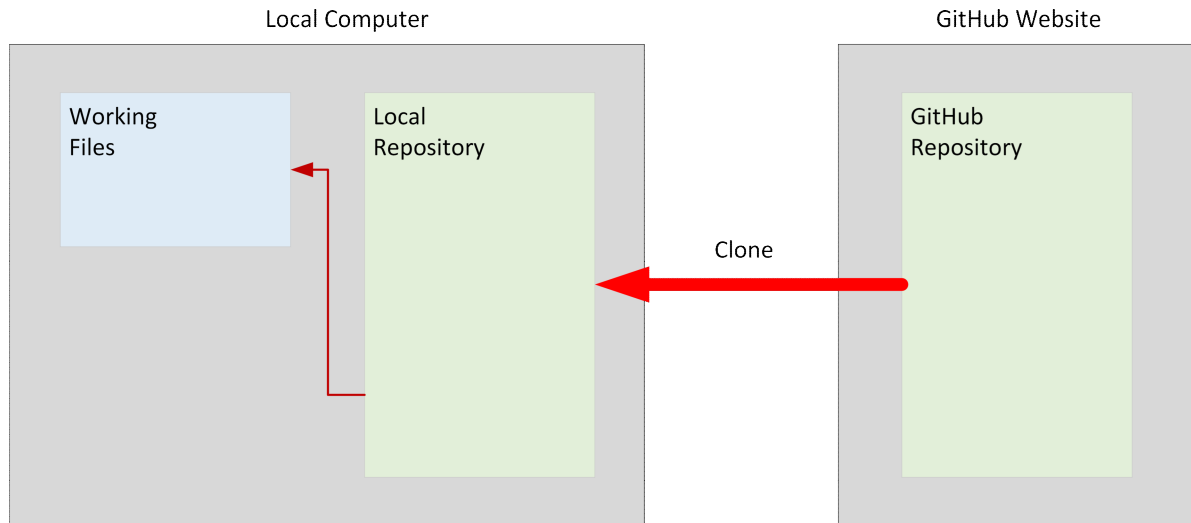 Local Computer
GitHub Website
Working
Files
Local
Repository
GitHub
Repository
Clone